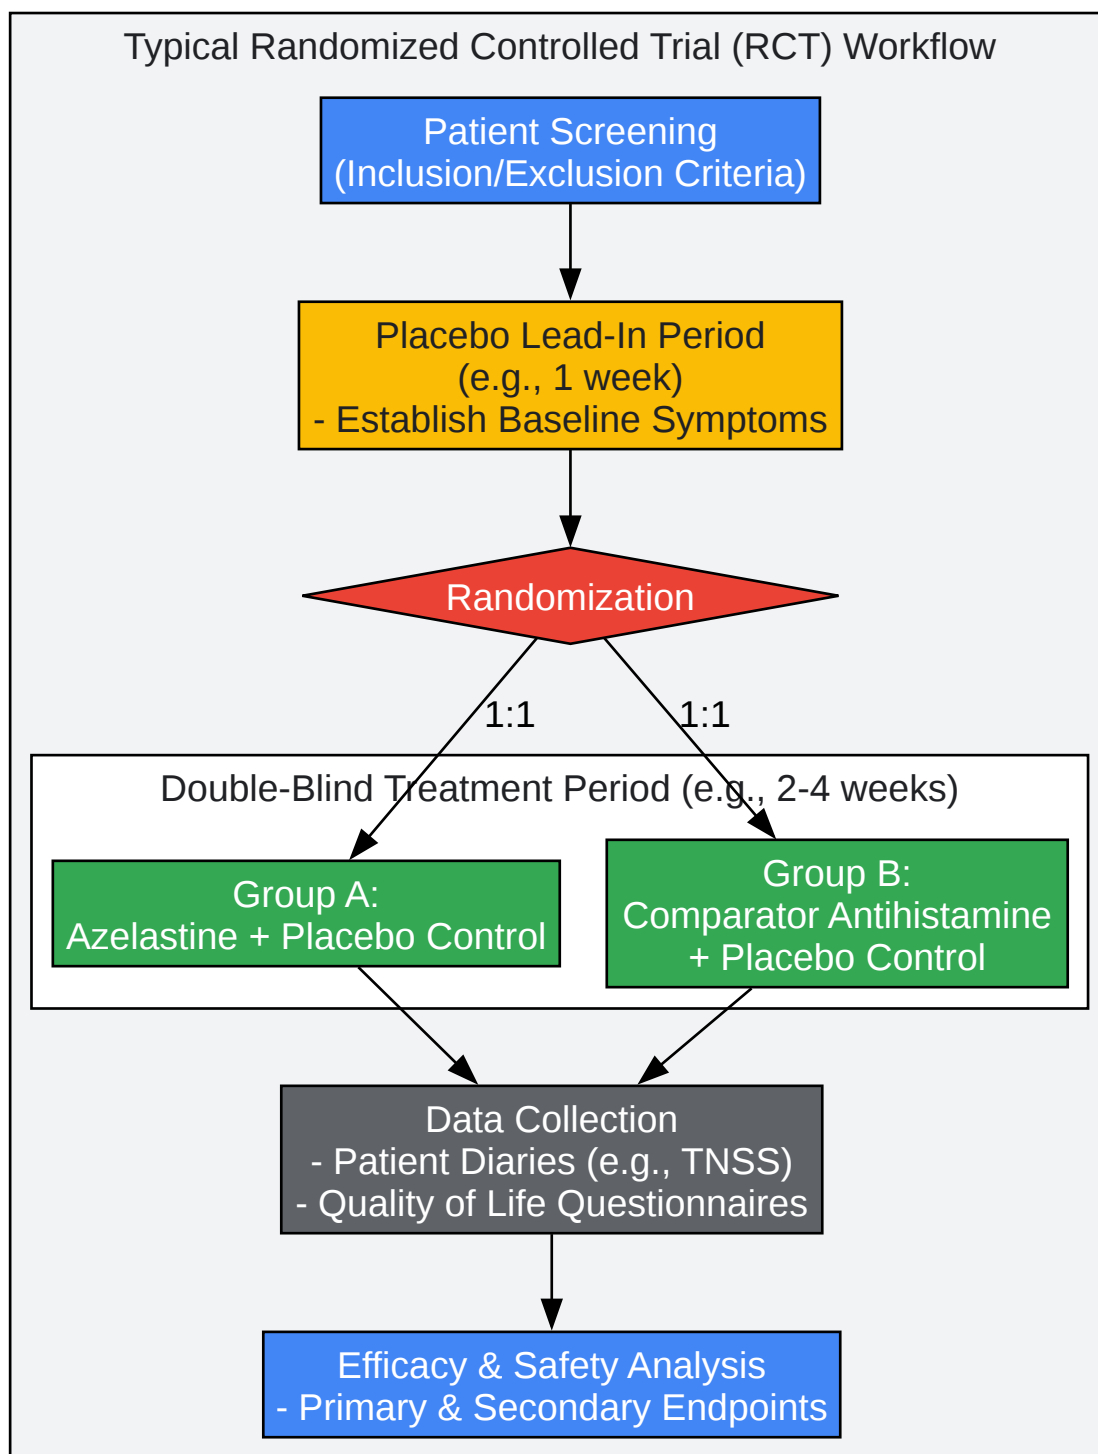 Typical Randomized Controlled Trial (RCT) Workflow
Patient Screening
(Inclusion/Exclusion Criteria)
Placebo Lead-In Period
(e.g., 1 week)
- Establish Baseline Symptoms
Randomization
1:1
1:1
Double-Blind Treatment Period (e.g., 2-4 weeks)
Group A:
Azelastine + Placebo Control
Group B:
Comparator Antihistamine
+ Placebo Control
Data Collection
- Patient Diaries (e.g., TNSS)
- Quality of Life Questionnaires
Efficacy & Safety Analysis
- Primary & Secondary Endpoints